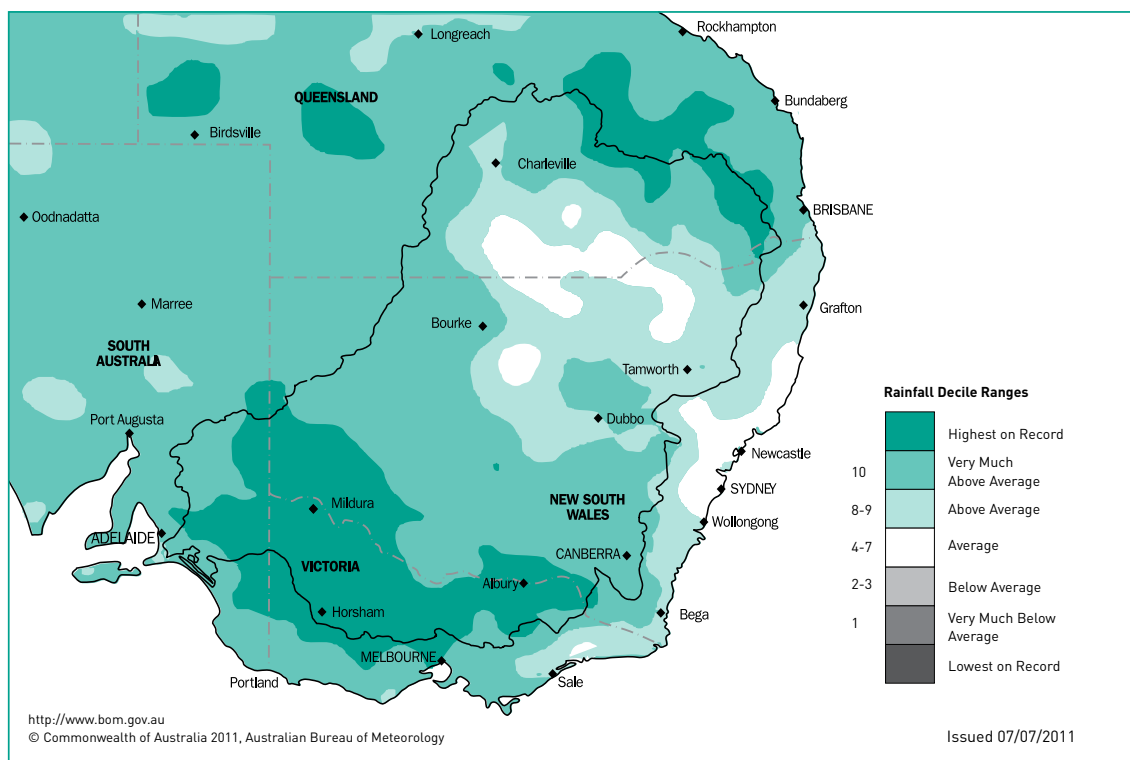 Rockhampton
Longreach
QUEENSLAND
Bundaberg
Birdsville
Charleville
Oodnadatta
BRISBANE
Marree
Grafton
Bourke
SOUTH
AUSTRALIA
Tamworth
Port Augusta
Dubbo
Newcastle
SYDNEY
Mildura
NEW SOUTH
WALES
Wollongong
ADELAIDE
CANBERRA
VICTORIA
Albury
Horsham
Bega
MELBOURNE
Portland
Sale
Rainfall Decile Ranges
Highest on Record
10 Very Much
Above Average
8-9 Above Average
4-7 Average
2-3 Below Average
1 Very Much Below
Average
Lowest on Record
http://www.bom.gov.au
© Commonwealth of Australia 2011, Australian Bureau of Meteorology
Issued 07/07/2011